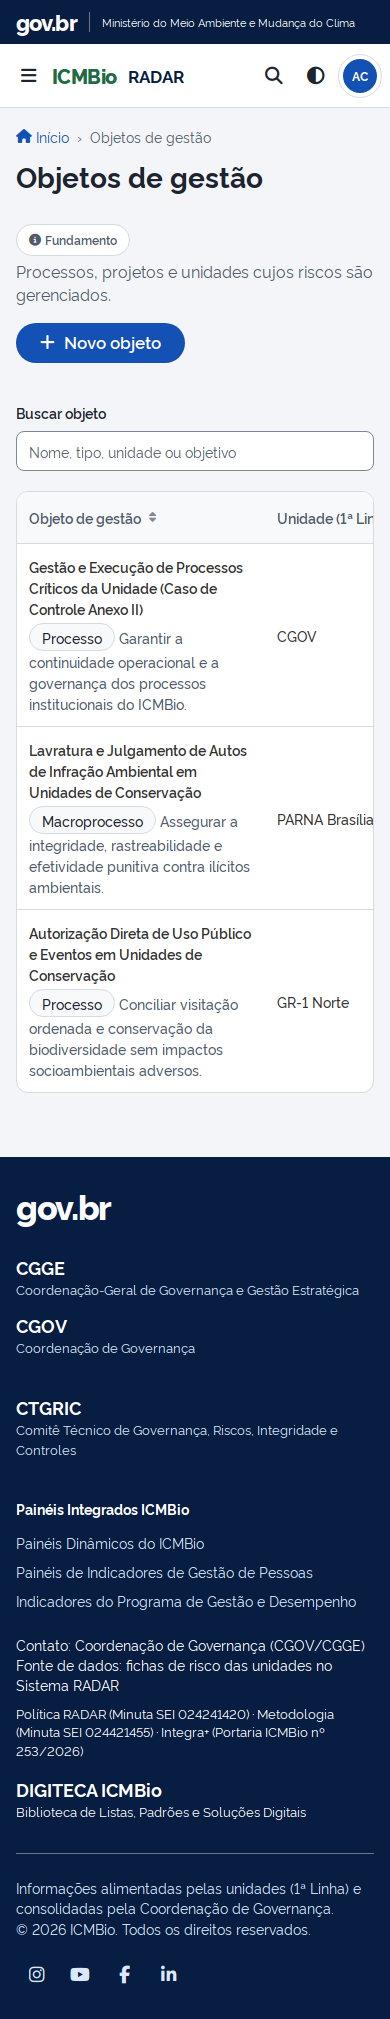 gov.br Ministério do Meio Ambiente e Mudança do Clima
ICMBio RADAR AC
Início › Objetos de gestão
Objetos de gestão
Fundamento
Processos, projetos e unidades cujos riscos são
gerenciados.
Novo objeto
Buscar objeto
Nome, tipo, unidade ou objetivo
Objeto de gestão Unidade (1ª Lin
Gestão e Execução de Processos
Críticos da Unidade (Caso de
Controle Anexo II)
Processo Garantir a
continuidade operacional e a
governança dos processos
institucionais do ICMBio.
CGOV
Lavratura e Julgamento de Autos
de Infração Ambiental em
Unidades de Conservação
Macroprocesso Assegurar a
integridade, rastreabilidade e
efetividade punitiva contra ilícitos
ambientais.
PARNA Brasília
Autorização Direta de Uso Público
e Eventos em Unidades de
Conservação
Processo Conciliar visitação
ordenada e conservação da
biodiversidade sem impactos
socioambientais adversos.
GR-1 Norte
gov.br
CGGE
Coordenação-Geral de Governança e Gestão Estratégica
CGOV
Coordenação de Governança
CTGRIC
Comitê Técnico de Governança, Riscos, Integridade e
Controles
Painéis Integrados ICMBio
Painéis Dinâmicos do ICMBio
Painéis de Indicadores de Gestão de Pessoas
Indicadores do Programa de Gestão e Desempenho
Contato: Coordenação de Governança (CGOV/CGGE)
Fonte de dados: fichas de risco das unidades no
Sistema RADAR
Política RADAR (Minuta SEI 024241420) · Metodologia
(Minuta SEI 024421455) · Integra+ (Portaria ICMBio nº
253/2026)
DIGITECA ICMBio
Biblioteca de Listas, Padrões e Soluções Digitais
Informações alimentadas pelas unidades (1ª Linha) e
consolidadas pela Coordenação de Governança.
© 2026 ICMBio. Todos os direitos reservados.